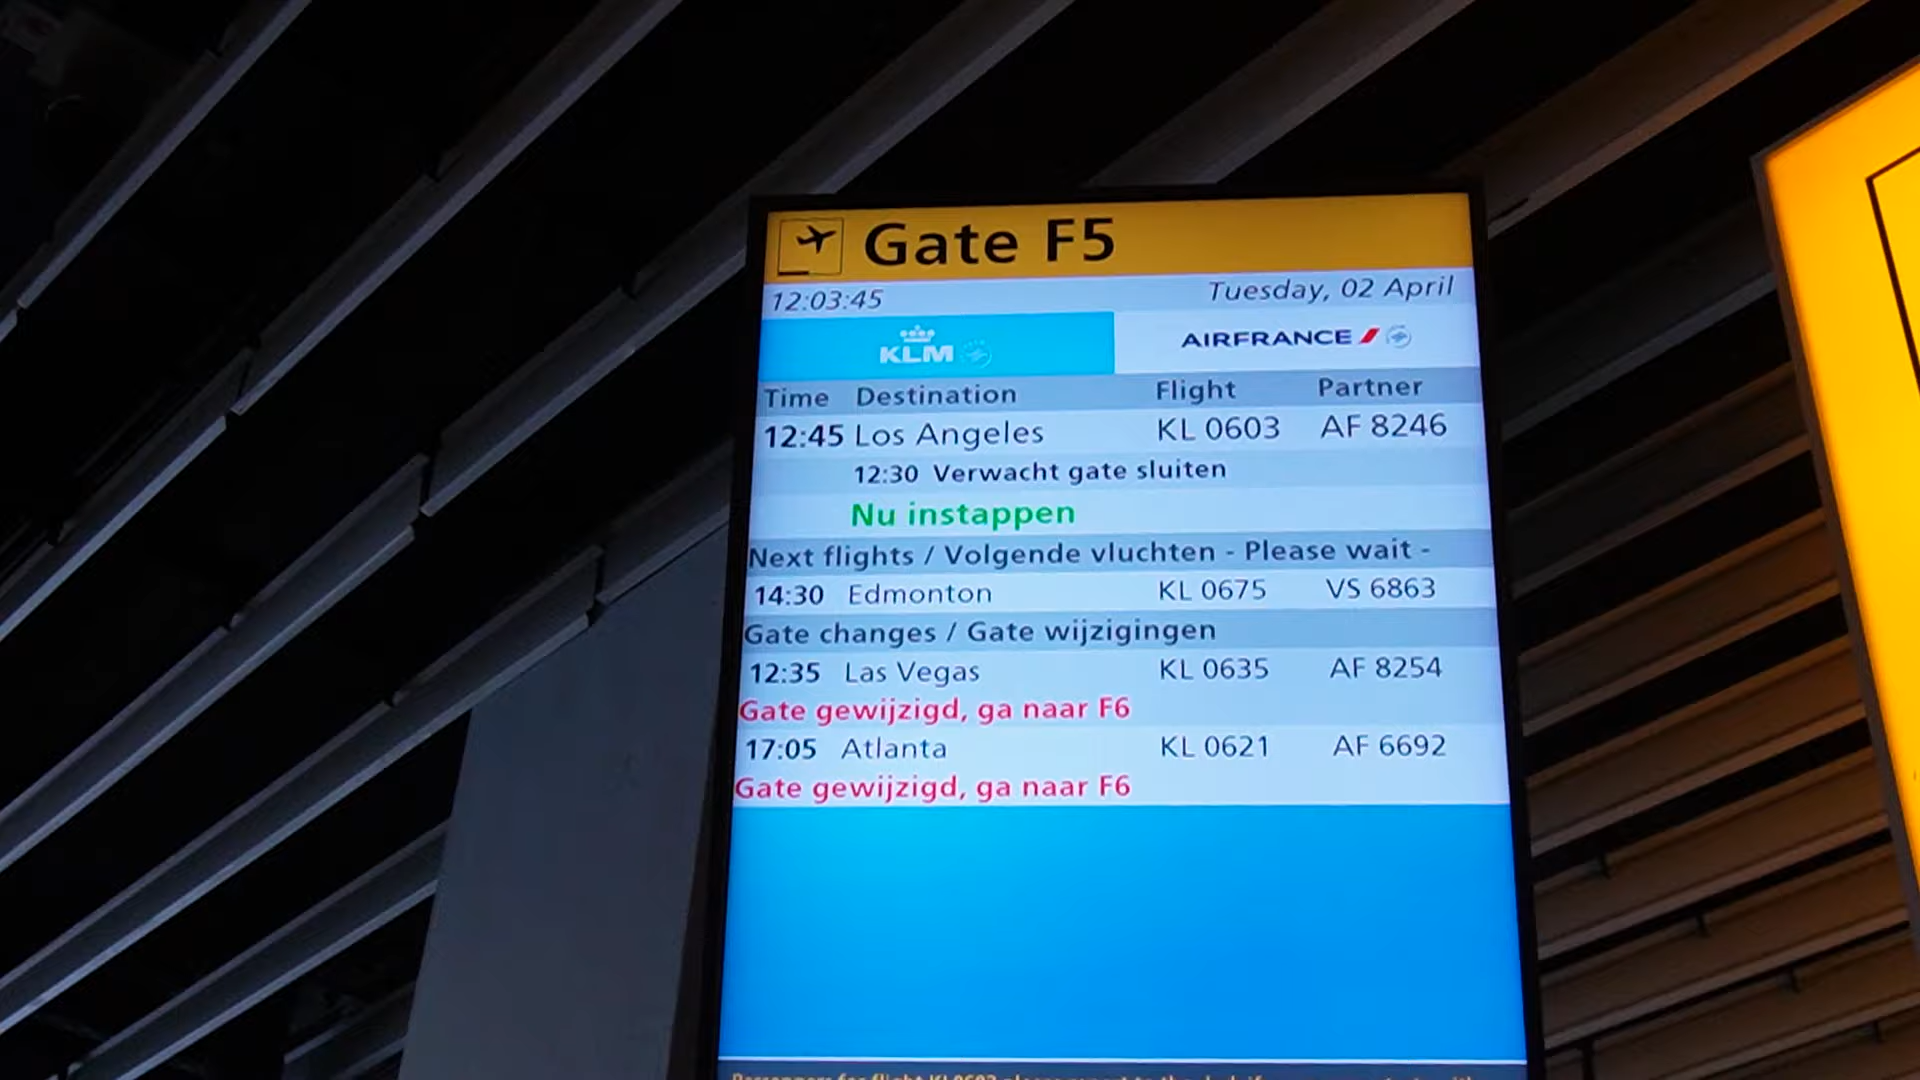 Gate F5
12:03:45 Tuesday, 02 April
KLM AIRFRANCE
Time Destination Flight Partner
12:45 Los Angeles KL 0603 AF 8246
12:30 Verwacht gate sluiten
Nu instappen
Next flights / Volgende vluchten - Please wait -
14:30 Edmonton KL 0675 VS 6863
Gate changes / Gate wijzigingen
12:35 Las Vegas KL 0635 AF 8254
Gate gewijzigd, ga naar F6
17:05 Atlanta KL 0621 AF 6692
Gate gewijzigd, ga naar F6